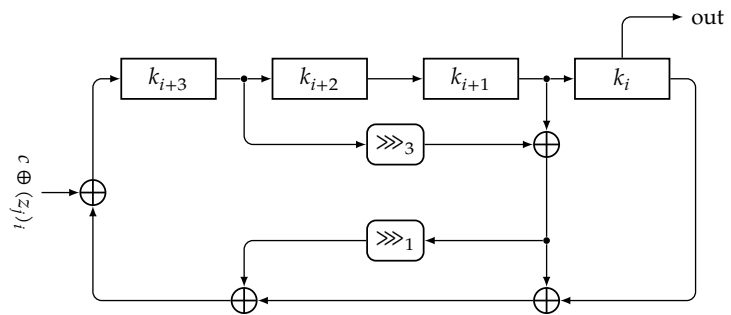 out
k_{i+3}
k_{i+2}
k_{i+1}
k_i
⋙_3
c ⊕ (z_j)_i
⋙_1